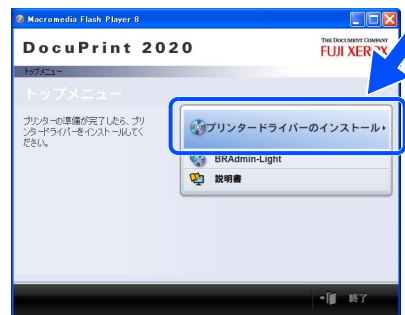 Macromedia Flash Player 8
DocuPrint 2020
THE DOCUMENT COMPANY
FUJI XEROX
トップメニュー
トップメニュー
プリンターの準備が完了したら、プリ
ンタードライバーをインストールしてく
ださい。
プリンタードライバーのインストール
BRAdmin-Light
説明書
終了